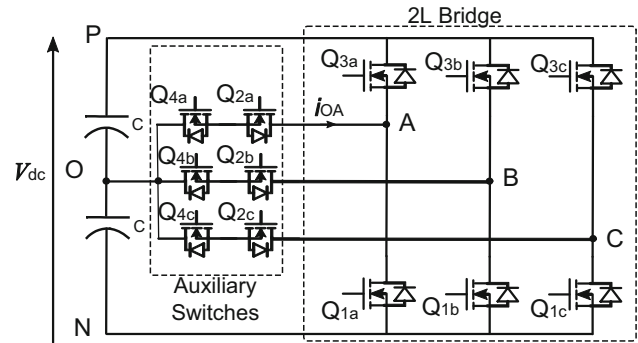 2L Bridge
P
Q3a
Q3b
Q3c
Q4a
Q2a
iOA
A
C
Vdc
O
Q4b
Q2b
B
C
Q4c
Q2c
C
Auxiliary
Switches
Q1a
Q1b
Q1c
N